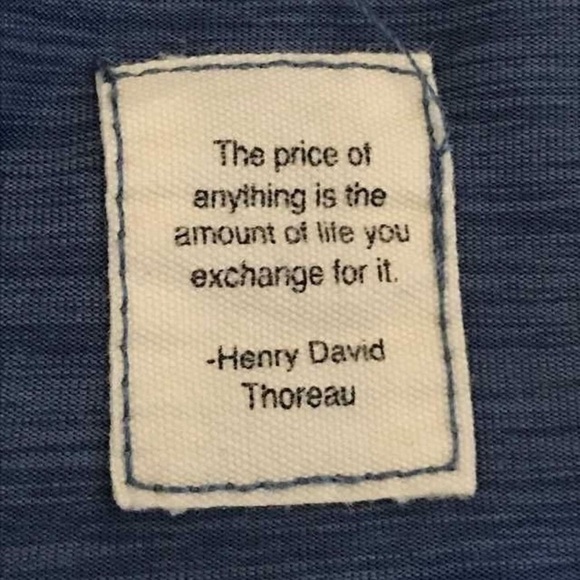 The price of
anything is the
amount of life you
exchange for it.
-Henry David
Thoreau